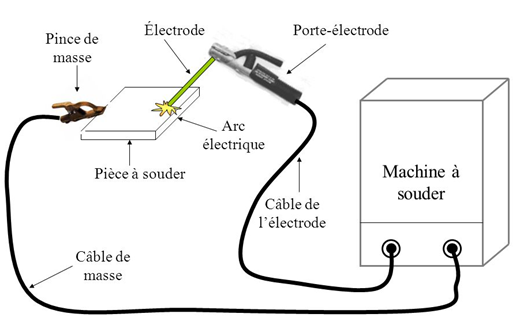 Électrode
Porte-électrode
Pince de
masse
Arc
électrique
Pièce à souder
Machine à
souder
Câble de
l'électrode
Câble de
masse